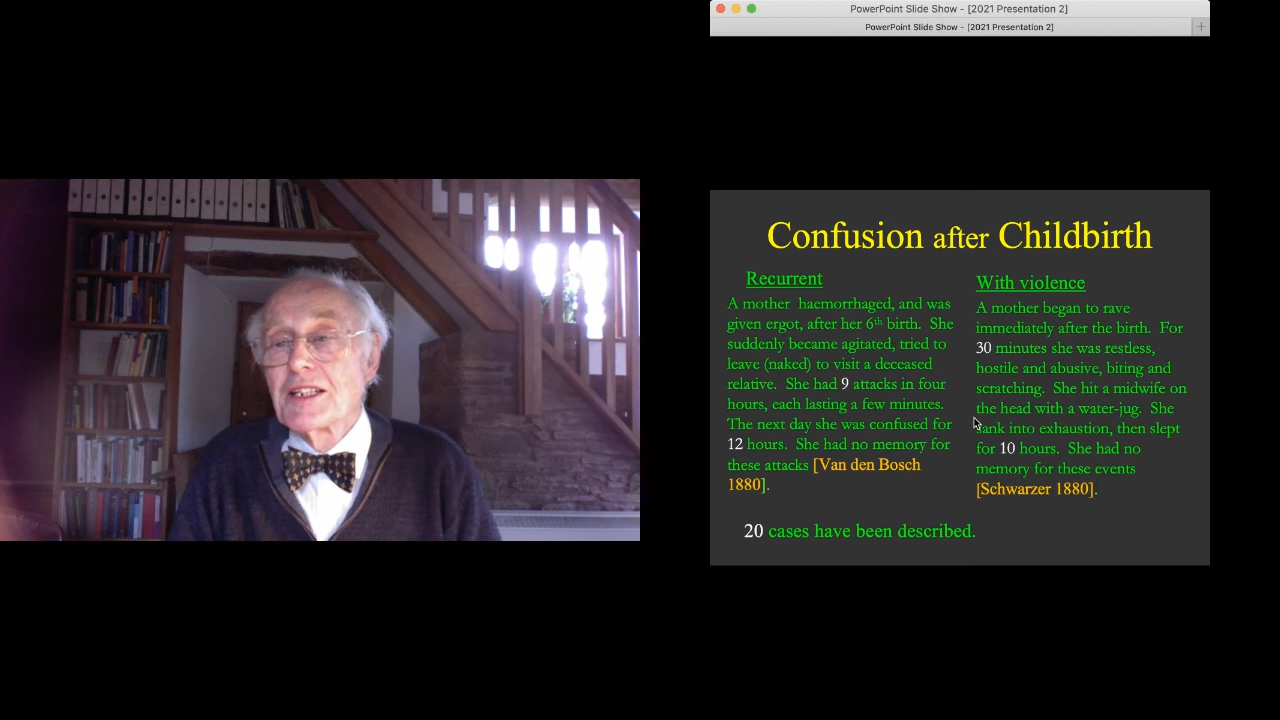 PowerPoint Slide Show - [2021 Presentation 2]
PowerPoint Slide Show - [2021 Presentation 2]
Confusion after Childbirth
Recurrent
A mother haemorrhaged, and was
given ergot, after her 6th birth. She
suddenly became agitated, tried to
leave (naked) to visit a deceased
relative. She had 9 attacks in four
hours, each lasting a few minutes.
The next day she was confused for
12 hours. She had no memory for
these attacks [Van den Bosch
1880].
With violence
A mother began to rave
immediately after the birth. For
30 minutes she was restless,
hostile and abusive, biting and
scratching. She hit a midwife on
the head with a water-jug. She
sank into exhaustion, then slept
for 10 hours. She had no
memory for these events
[Schwarzer 1880].
20 cases have been described.